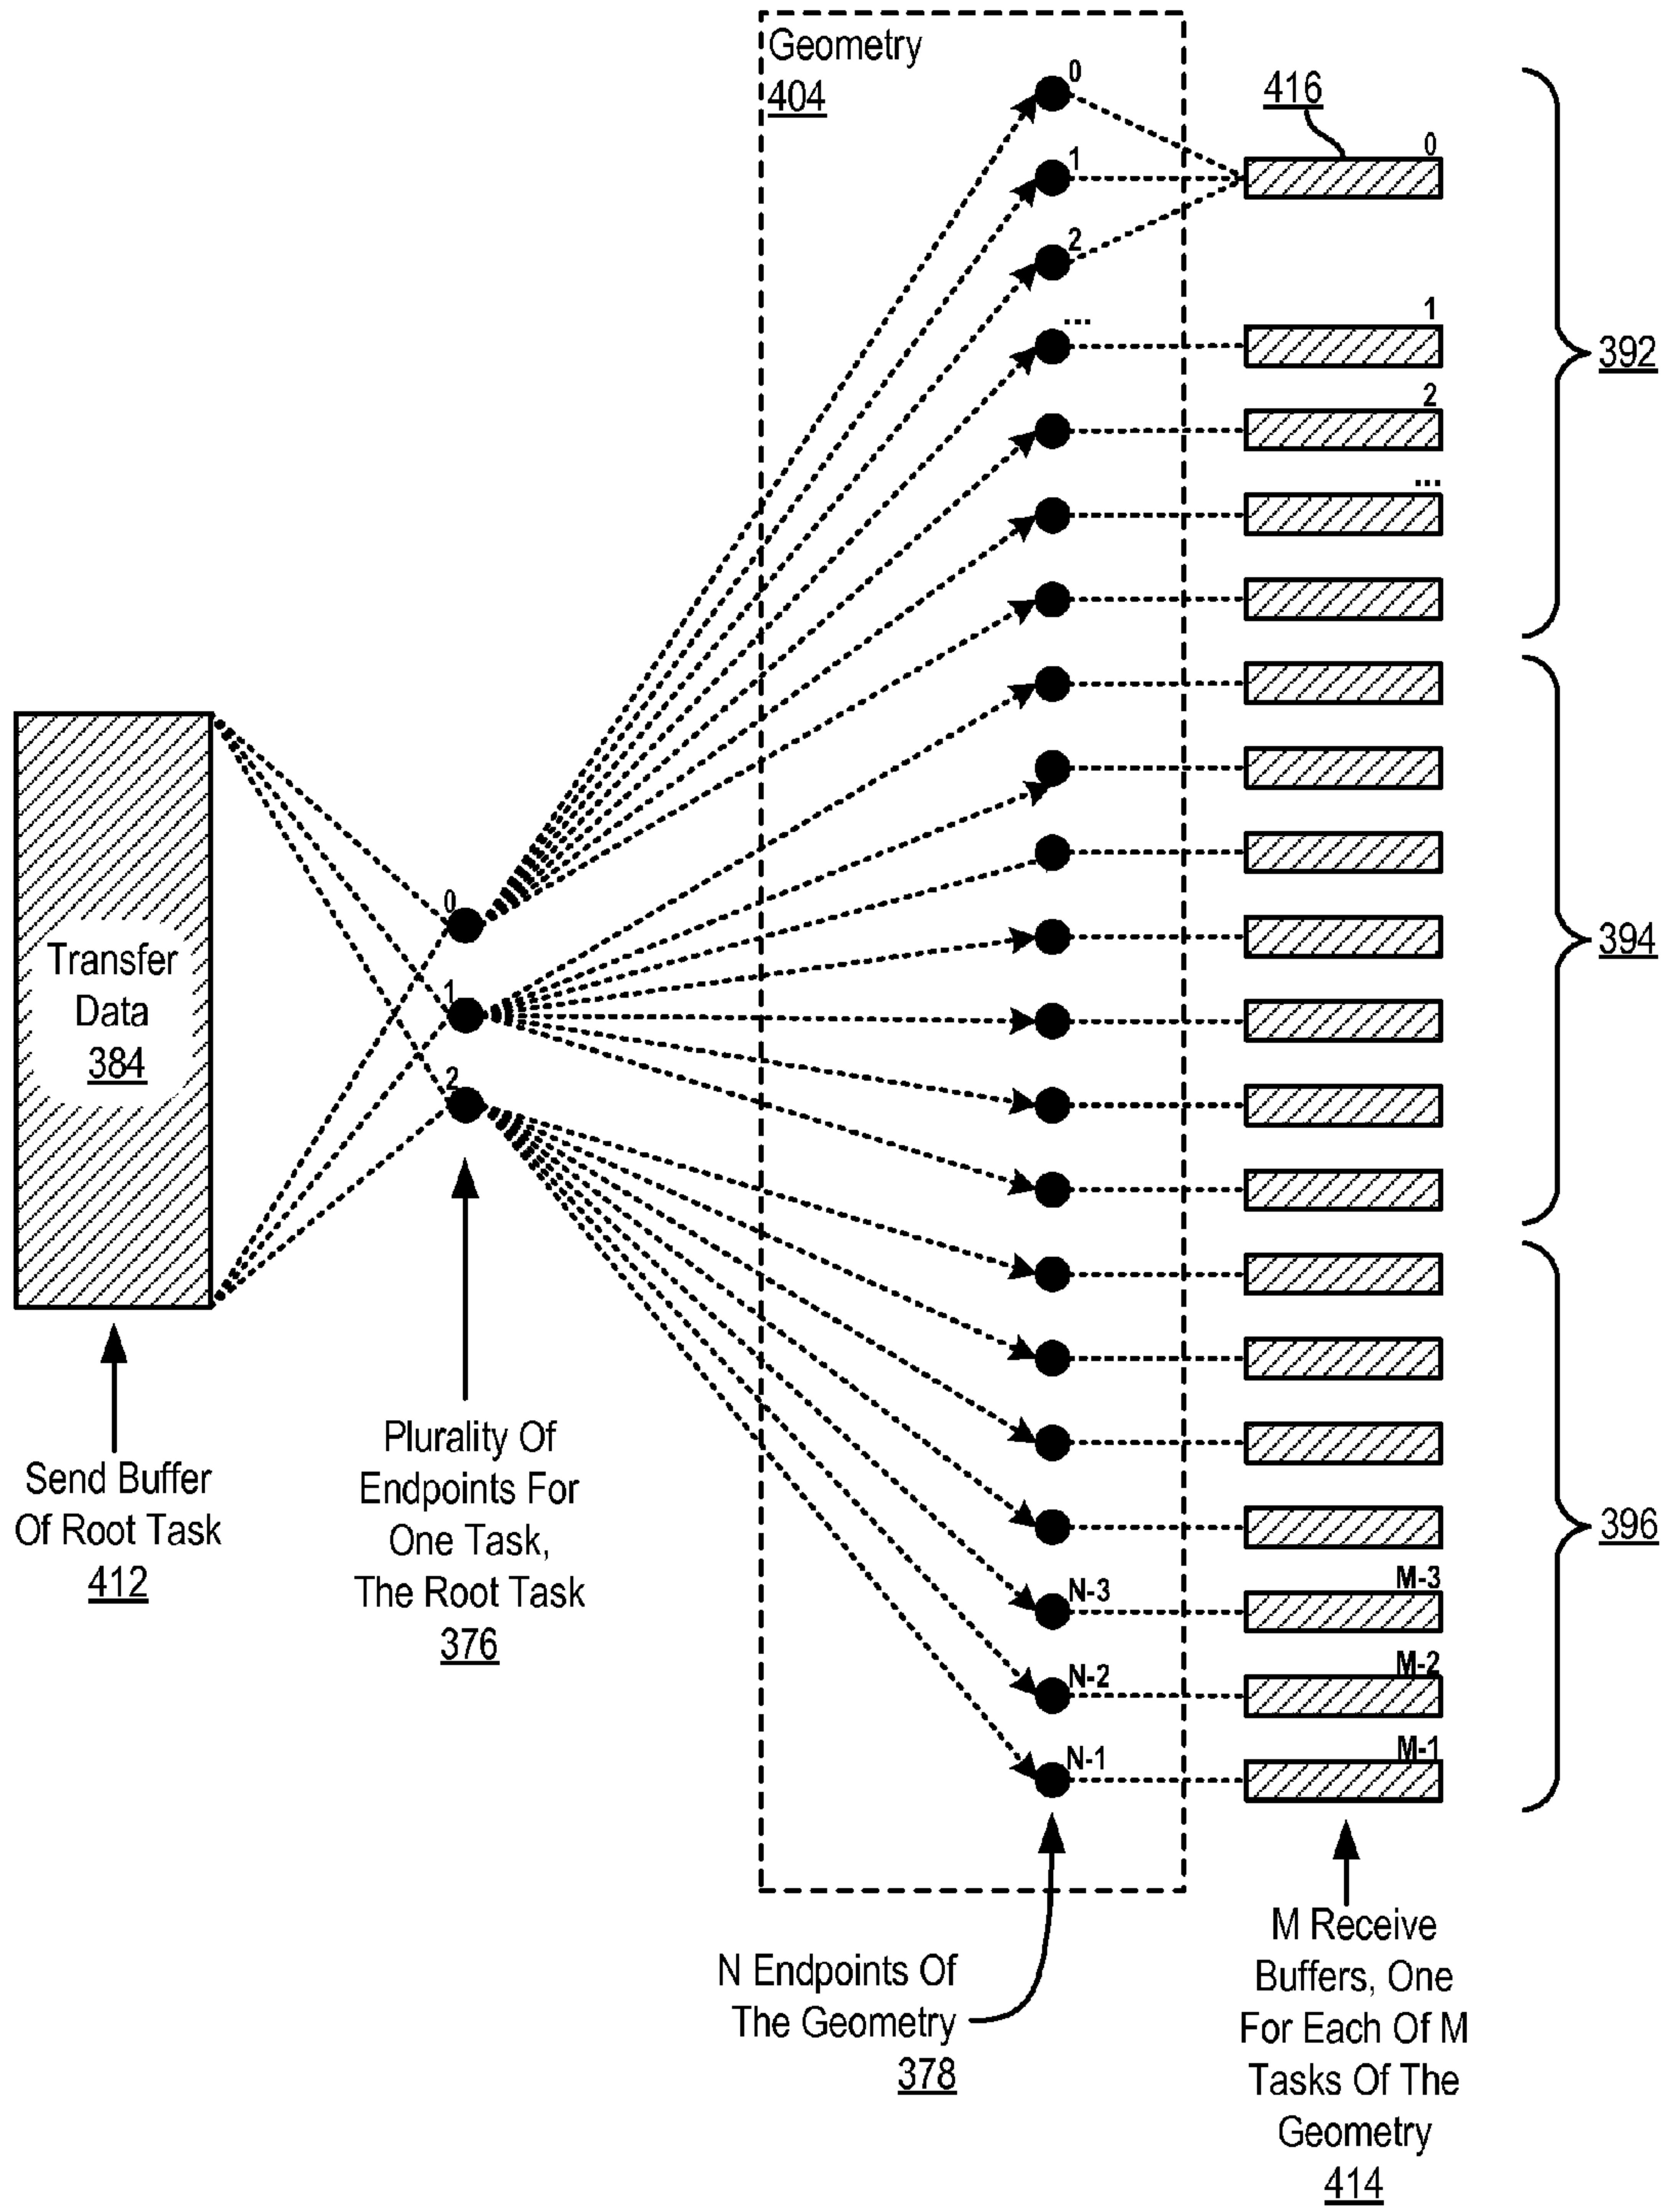 Geometry
404
0
416
0
1
2
...
1
392
2
...
Transfer
Data
384
0
1
2
394
Send Buffer
Of Root Task
412
Plurality Of
Endpoints For
One Task,
The Root Task
376
396
N-3
M-3
N-2
M-2
N-1
M-1
N Endpoints Of
The Geometry
378
M Receive
Buffers, One
For Each Of M
Tasks Of The
Geometry
414